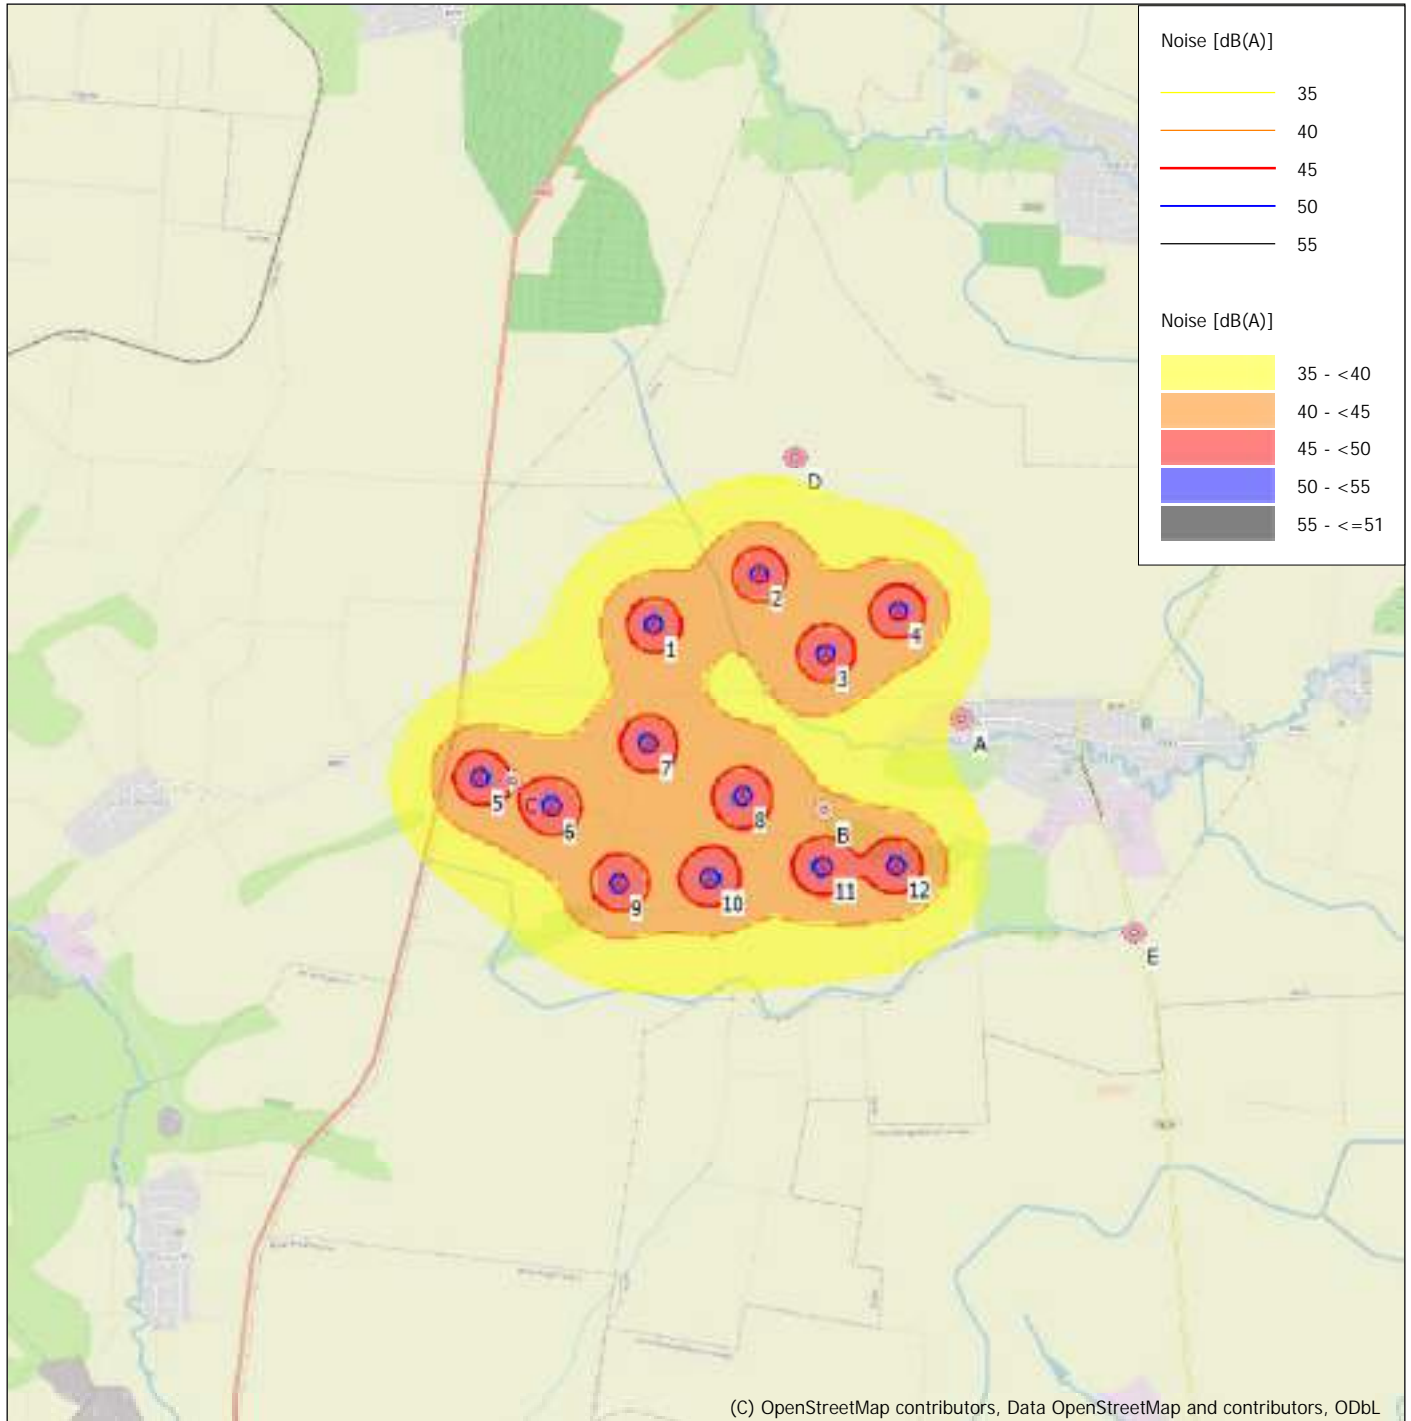 Noise [dB(A)]
35
40
45
50
55
Noise [dB(A)]
35 - <40
40 - <45
45 - <50
50 - <55
55 - <=51
D
2
4
1
3
A
7
5
C
6
8
B
9
10
11
12
E
(C) OpenStreetMap contributors, Data OpenStreetMap and contributors, ODbL